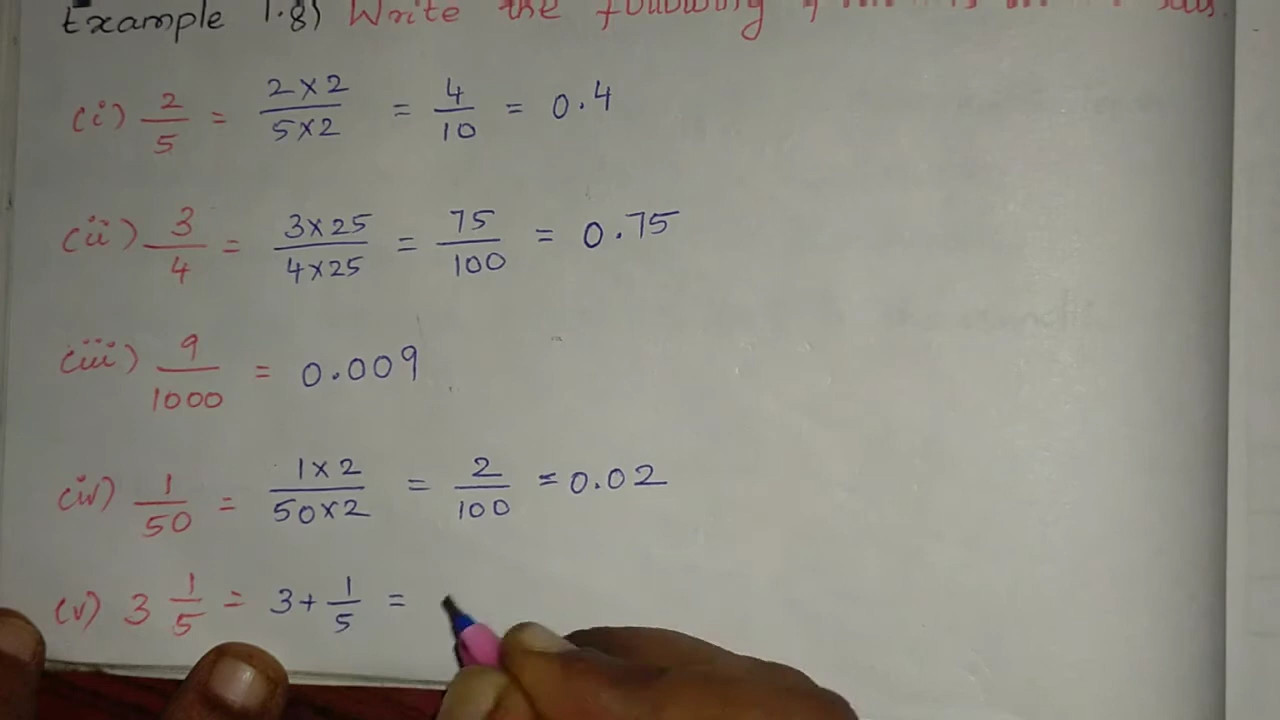 Example 1.8) Write the following
(i) 2/5 = 2×2/5×2 = 4/10 = 0.4
(ii) 3/4 = 3×25/4×25 = 75/100 = 0.75
(iii) 9/1000 = 0.009
(iv) 1/50 = 1×2/50×2 = 2/100 = 0.02
(v) 3 1/5 = 3+1/5 =